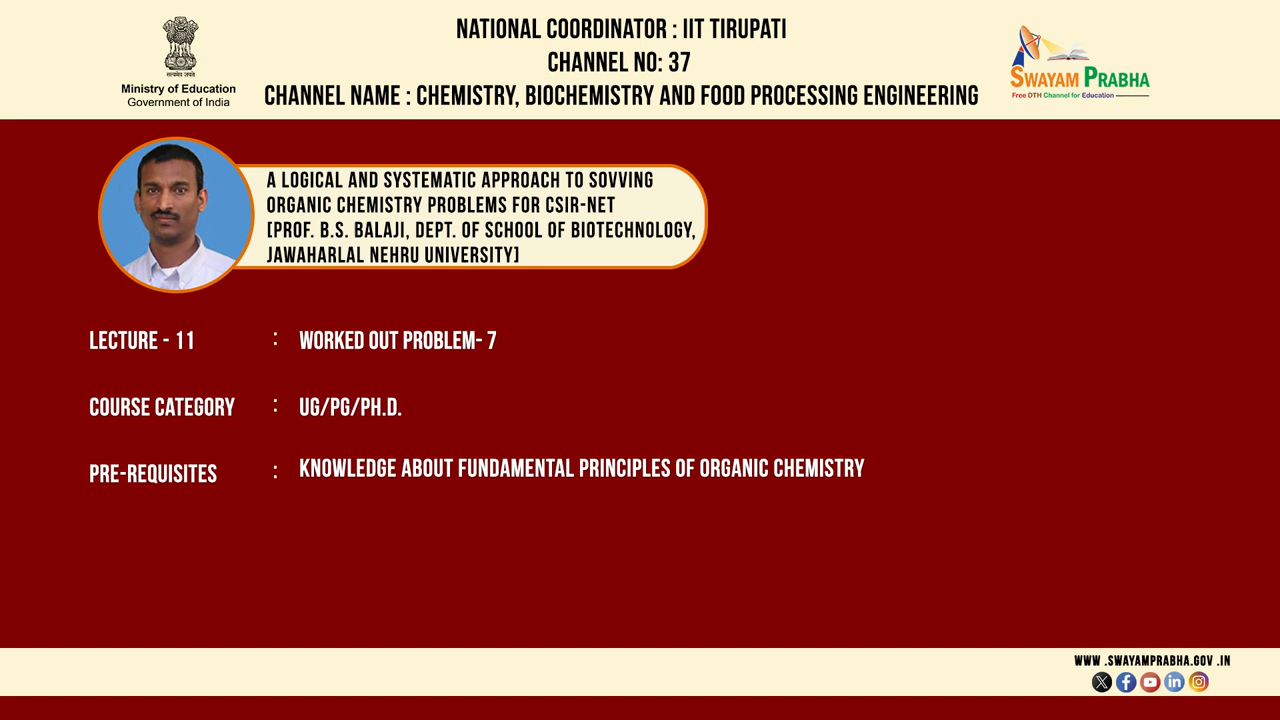 NATIONAL COORDINATOR : IIT TIRUPATI
CHANNEL NO: 37
CHANNEL NAME : CHEMISTRY, BIOCHEMISTRY AND FOOD PROCESSING ENGINEERING
सत्यमेव जयते
Ministry of Education
Government of India
SWAYAM PRABHA
Free DTH Channel for Education
A LOGICAL AND SYSTEMATIC APPROACH TO SOVVING
ORGANIC CHEMISTRY PROBLEMS FOR CSIR-NET
[PROF. B.S. BALAJI, DEPT. OF SCHOOL OF BIOTECHNOLOGY,
JAWAHARLAL NEHRU UNIVERSITY]
LECTURE - 11 : WORKED OUT PROBLEM- 7
COURSE CATEGORY : UG/PG/PH.D.
PRE-REQUISITES : KNOWLEDGE ABOUT FUNDAMENTAL PRINCIPLES OF ORGANIC CHEMISTRY
WWW .SWAYAMPRABHA.GOV .IN